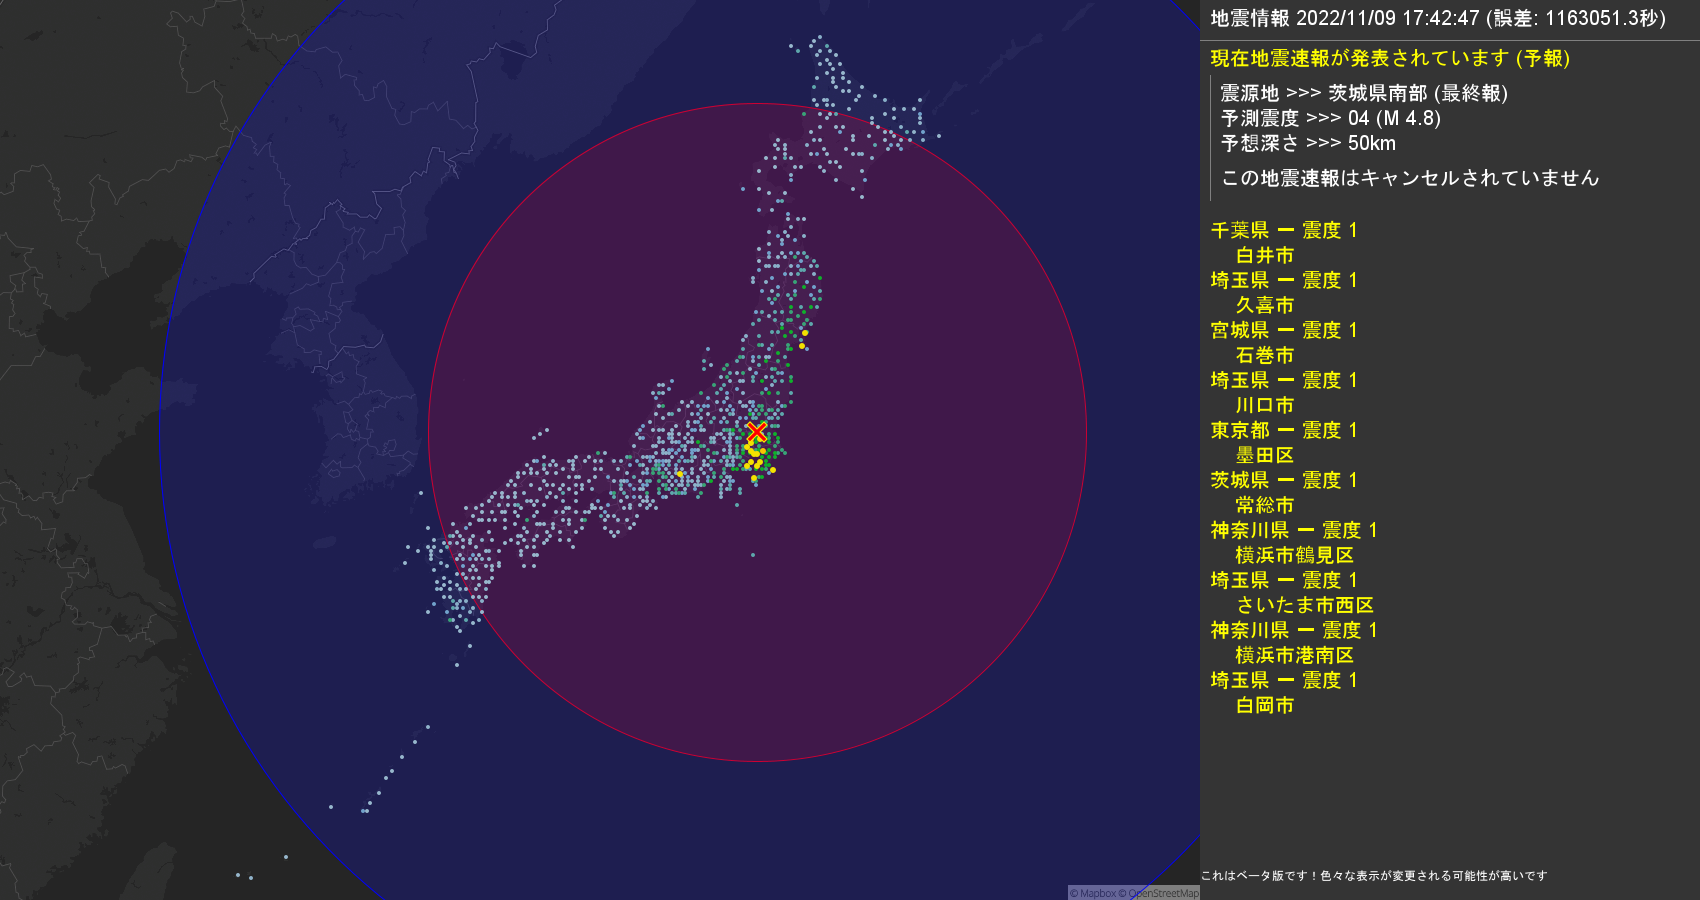 地震情報 2022/11/09 17:42:47 (誤差: 1163051.3秒)
現在地震速報が発表されています (予報)
震源地 >>> 茨城県南部 (最終報)
予測震度 >>> 04 (M 4.8)
予想深さ >>> 50km
この地震速報はキャンセルされていません
千葉県 ー 震度 1
白井市
埼玉県 ー 震度 1
久喜市
宮城県 ー 震度 1
石巻市
埼玉県 ー 震度 1
川口市
東京都 ー 震度 1
墨田区
茨城県 ー 震度 1
常総市
神奈川県 ー 震度 1
横浜市鶴見区
埼玉県 ー 震度 1
さいたま市西区
神奈川県 ー 震度 1
横浜市港南区
埼玉県 ー 震度 1
白岡市
これはベータ版です！色々な表示が変更される可能性が高いです
© Mapbox © OpenStreetMap